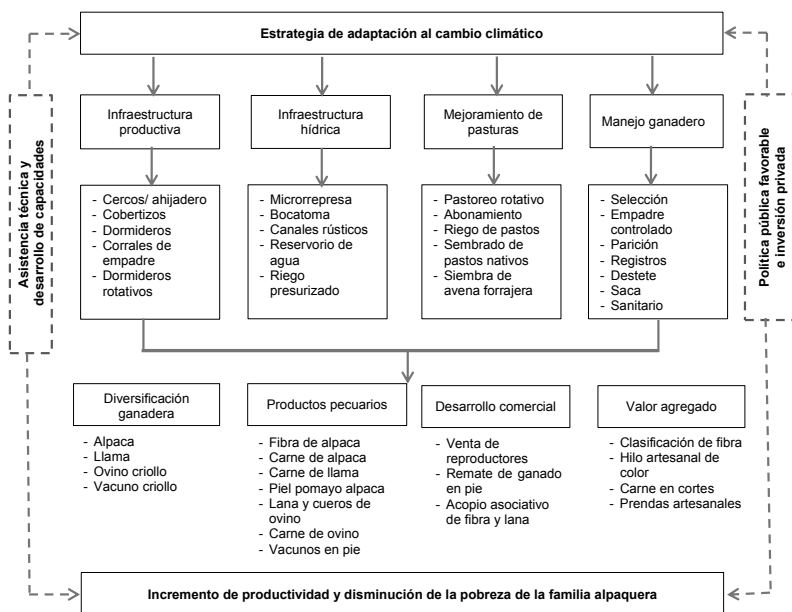 Estrategia de adaptación al cambio climático
Asistencia técnica y
desarrollo de capacidades
Política pública favorable
e inversión privada
Infraestructura
productiva
Infraestructura
hídrica
Mejoramiento de
pasturas
Manejo ganadero
- Cercos/ ahijadero
- Cobertizos
- Dormideros
- Corrales de
empadre
- Dormideros
rotativos
- Microrrepresa
- Bocatoma
- Canales rústicos
- Reservorio de
agua
- Riego
presurizado
- Pastoreo rotativo
- Abonamiento
- Riego de pastos
- Sembrado de
pastos nativos
- Siembra de
avena forrajera
- Selección
- Empadre
controlado
- Parición
- Registros
- Destete
- Saca
- Sanitario
Diversificación
ganadera
- Alpaca
- Llama
- Ovino criollo
- Vacuno criollo
Productos pecuarios
- Fibra de alpaca
- Carne de alpaca
- Carne de llama
- Piel pomayo alpaca
- Lana y cueros de
ovino
- Carne de ovino
- Vacunos en pie
Desarrollo comercial
- Venta de
reproductores
- Remate de ganado
en pie
- Acopio asociativo
de fibra y lana
Valor agregado
- Clasificación de fibra
- Hilo artesanal de
color
- Carne en cortes
- Prendas artesanales
Incremento de productividad y disminución de la pobreza de la familia alpaquera